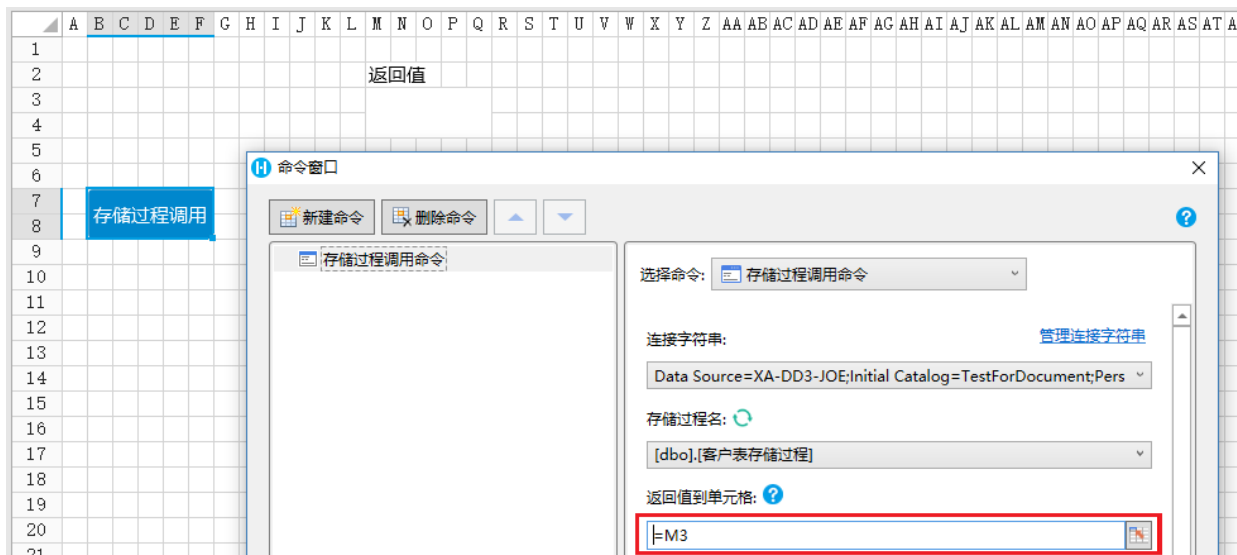 A B C D E F G H I J K L M N O P Q R S T U V W X Y Z AA AB AC AD AE AF AG AH AI AJ AK AL AM AN AO AP AQ AR AS AT A
1
2 返回值
3
4
5
6 命令窗口
7 存储过程调用 新建命令 删除命令
8
9 存储过程调用命令
10 选择命令: 存储过程调用命令
11
12
13 连接字符串: 管理连接字符串
14 Data Source=XA-DD3-JOE;Initial Catalog=TestForDocument;Pers
15
16 存储过程名:
17 [dbo].[客户表存储过程]
18
19 返回值到单元格:
20 =M3
21